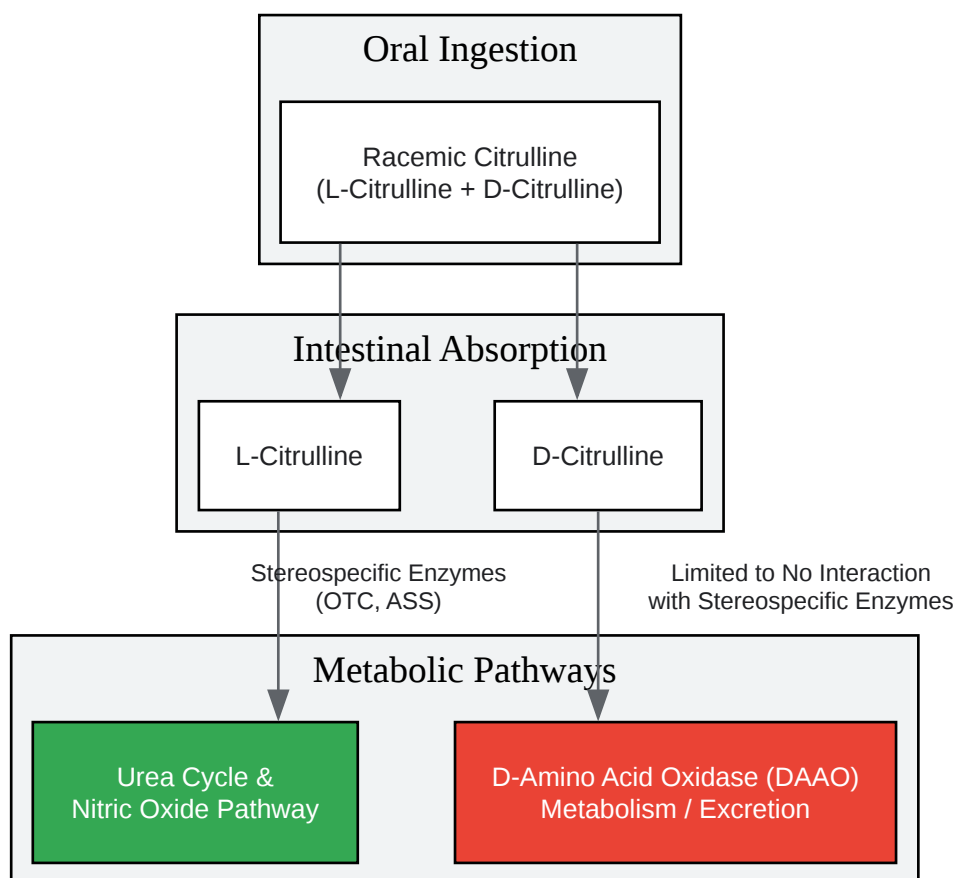 Oral Ingestion
Racemic Citrulline
(L-Citrulline + D-Citrulline)
Intestinal Absorption
L-Citrulline
D-Citrulline
Stereospecific Enzymes
(OTC, ASS)
Limited to No Interaction
with Stereospecific Enzymes
Metabolic Pathways
Urea Cycle &
Nitric Oxide Pathway
D-Amino Acid Oxidase (DAAO)
Metabolism / Excretion